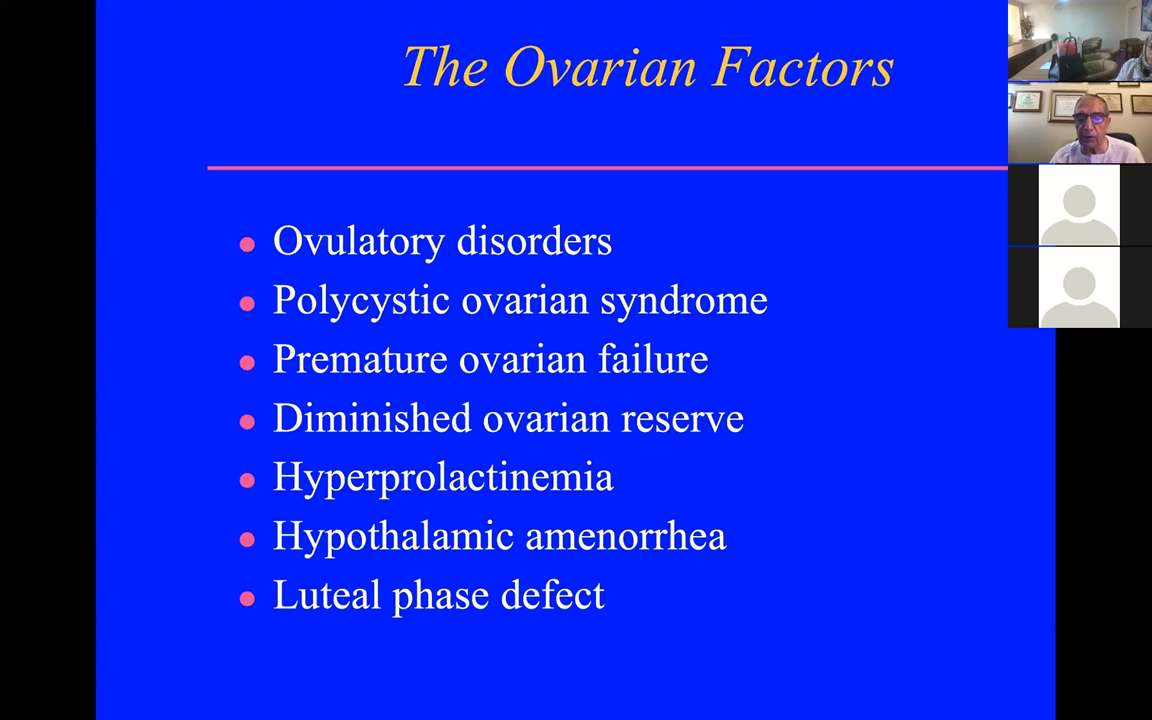 The Ovarian Factors
Ovulatory disorders
Polycystic ovarian syndrome
Premature ovarian failure
Diminished ovarian reserve
Hyperprolactinemia
Hypothalamic amenorrhea
Luteal phase defect